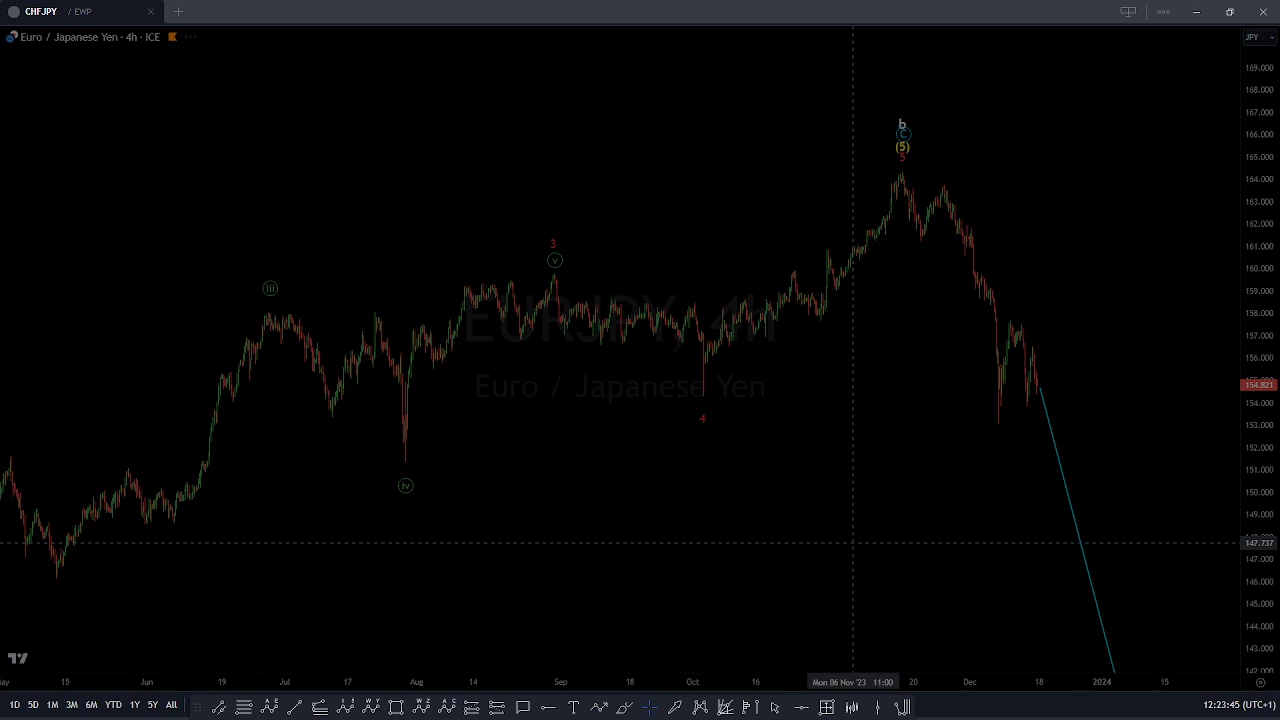 CHFJPY / EWP
Euro / Japanese Yen · 4h · ICE
JPY
169.000
168.000
167.000
166.000
165.000
164.000
163.000
162.000
161.000
160.000
159.000
158.000
157.000
156.000
154.821
154.000
153.000
152.000
151.000
150.000
149.000
147.737
147.000
146.000
145.000
144.000
143.000
142.000
b
C
(5)
5
3
v
iii
EURJPY, 4h
Euro / Japanese Yen
4
iv
15 Jun 19 Jul 17 Aug 14 Sep 18 Oct 16 Mon 06 Nov '23 11:00 20 Dec 18 2024 15
1D 5D 1M 3M 6M YTD 1Y 5Y All
12:23:45 (UTC+1)